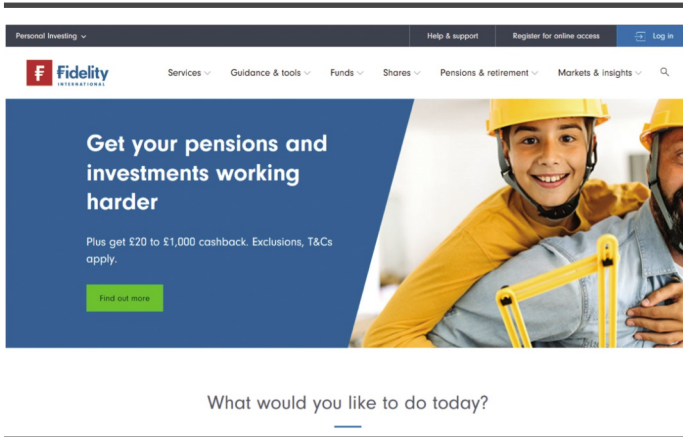 Personal Investing
Help & support
Register for online access
Log in
Fidelity
INTERNATIONAL
Services
Guidance & tools
Funds
Shares
Pensions & retirement
Markets & insights
Get your pensions and
investments working
harder
Plus get £20 to £1,000 cashback. Exclusions, T&Cs
apply.
Find out more
What would you like to do today?